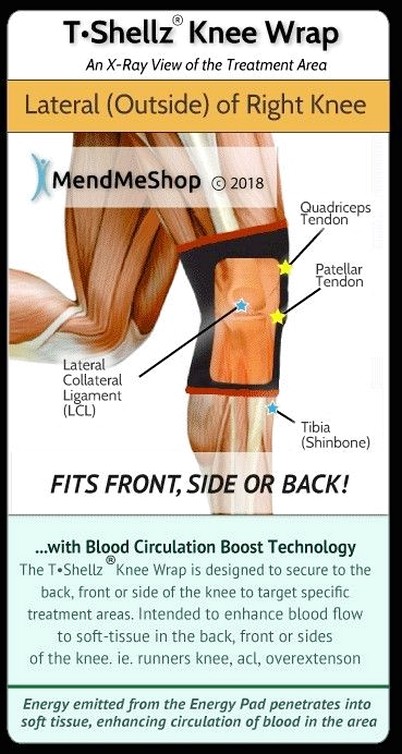 T•Shellz® Knee Wrap
An X-Ray View of the Treatment Area
Lateral (Outside) of Right Knee
MendMeShop © 2018
Quadriceps
Tendon
Patellar
Tendon
Lateral
Collateral
Ligament
(LCL)
Tibia
(Shinbone)
FITS FRONT, SIDE OR BACK!
...with Blood Circulation Boost Technology
The T•Shellz® Knee Wrap is designed to secure to the
back, front or side of the knee to target specific
treatment areas. Intended to enhance blood flow
to soft-tissue in the back, front or sides
of the knee. ie. runners knee, acl, overextenson
Energy emitted from the Energy Pad penetrates into
soft tissue, enhancing circulation of blood in the area